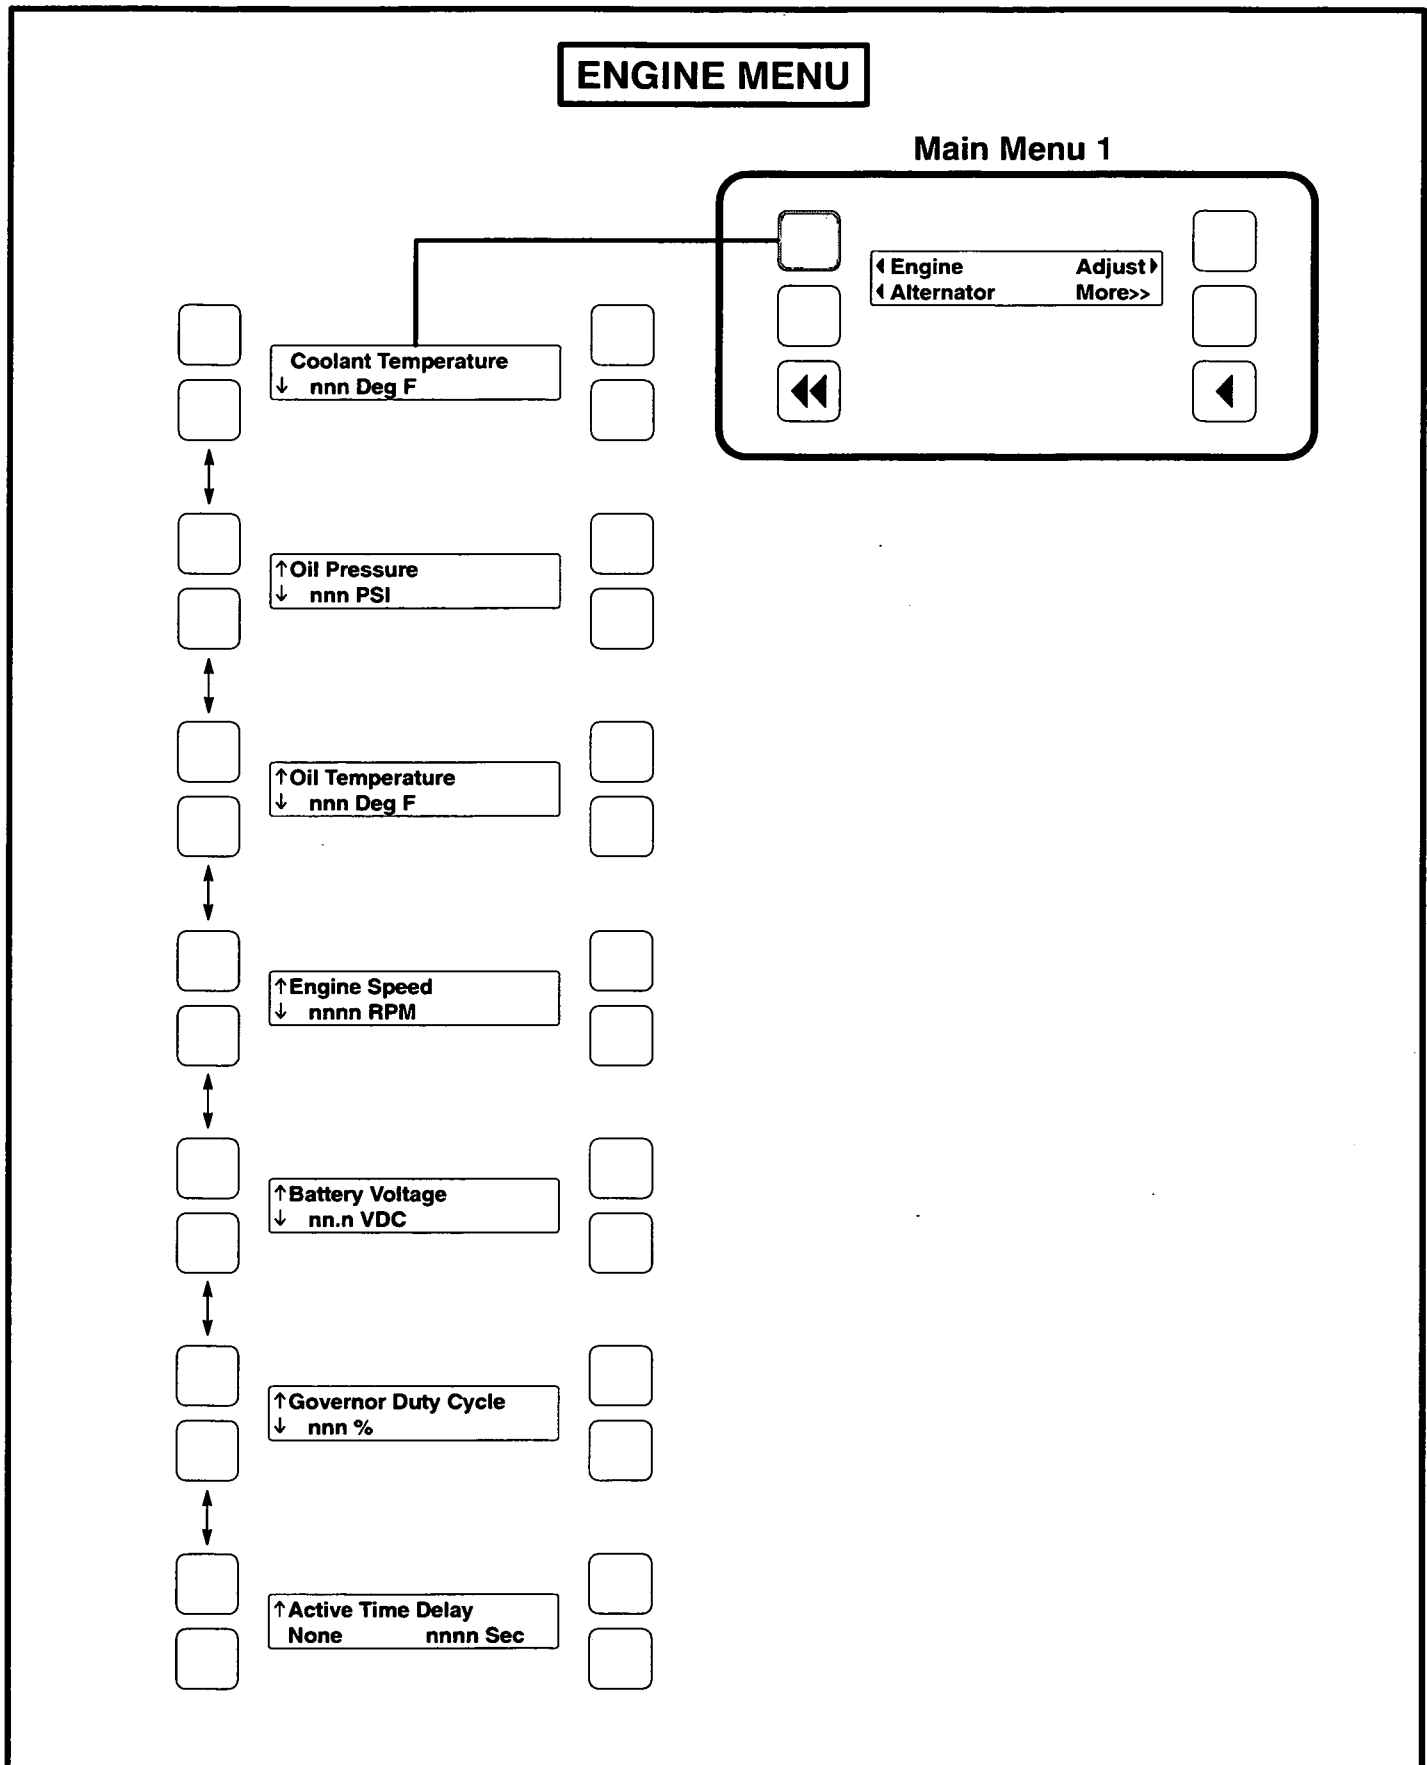 ENGINE MENU
Main Menu 1
Engine Adjust
Alternator More>>
Coolant Temperature
↓ nnn Deg F
↑Oil Pressure
↓ nnn PSI
↑Oil Temperature
↓ nnn Deg F
↑Engine Speed
↓ nnnn RPM
↑Battery Voltage
↓ nn.n VDC
↑Governor Duty Cycle
↓ nnn %
↑Active Time Delay
None nnnn Sec